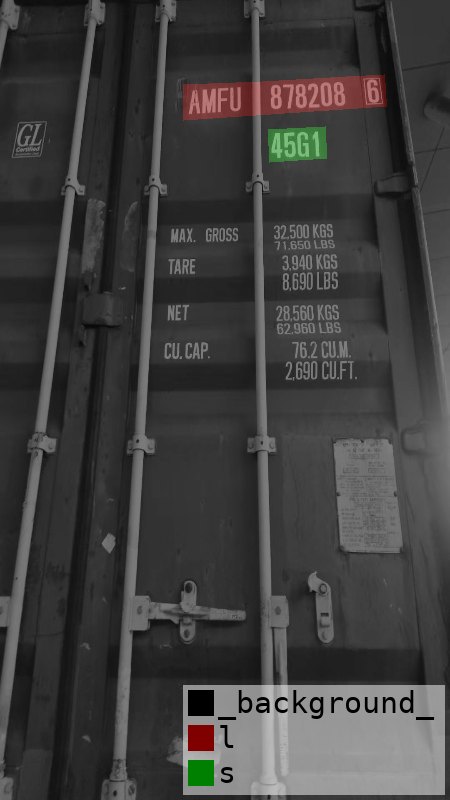 AMFU 878208 6
45G1
GL
Certified
MAX. GROSS 32,500 KGS
71,650 LBS
TARE 3,940 KGS
8,690 LBS
NET 28,560 KGS
62,960 LBS
CU. CAP. 76.2 CU.M.
2,690 CU.FT.
_background_
l
s